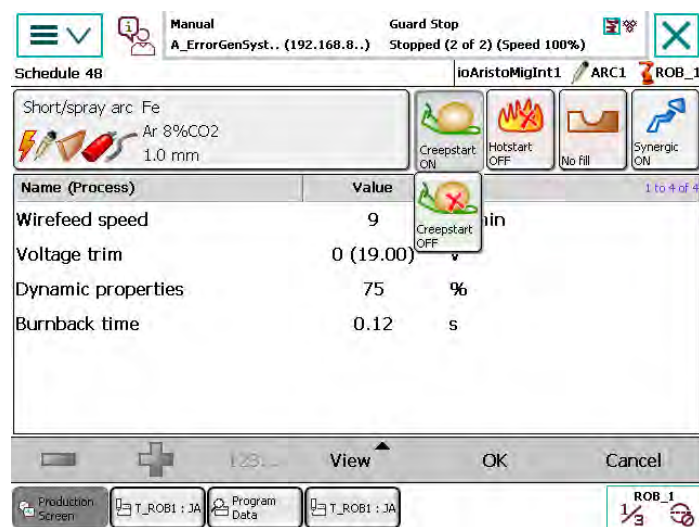 Manual
Guard Stop
A_ErrorGenSyst.. (192.168.8..)
Stopped (2 of 2) (Speed 100%)
Schedule 48
ioAristoMigInt1
ARC1
ROB_1
Short/spray arc Fe
Ar 8%CO2
1.0 mm
Creepstart
ON
Hotstart
OFF
No fill
Synergic
ON
Name (Process)
Value
1 to 4 of 4
Creepstart
OFF
Wirefeed speed
9
Voltage trim
0 (19.00)
Dynamic properties
75
%
Burnback time
0.12
s
123...
View
OK
Cancel
Production
Screen
T_ROB1 : JA
Program
Data
T_ROB1 : JA
ROB_1
1/3